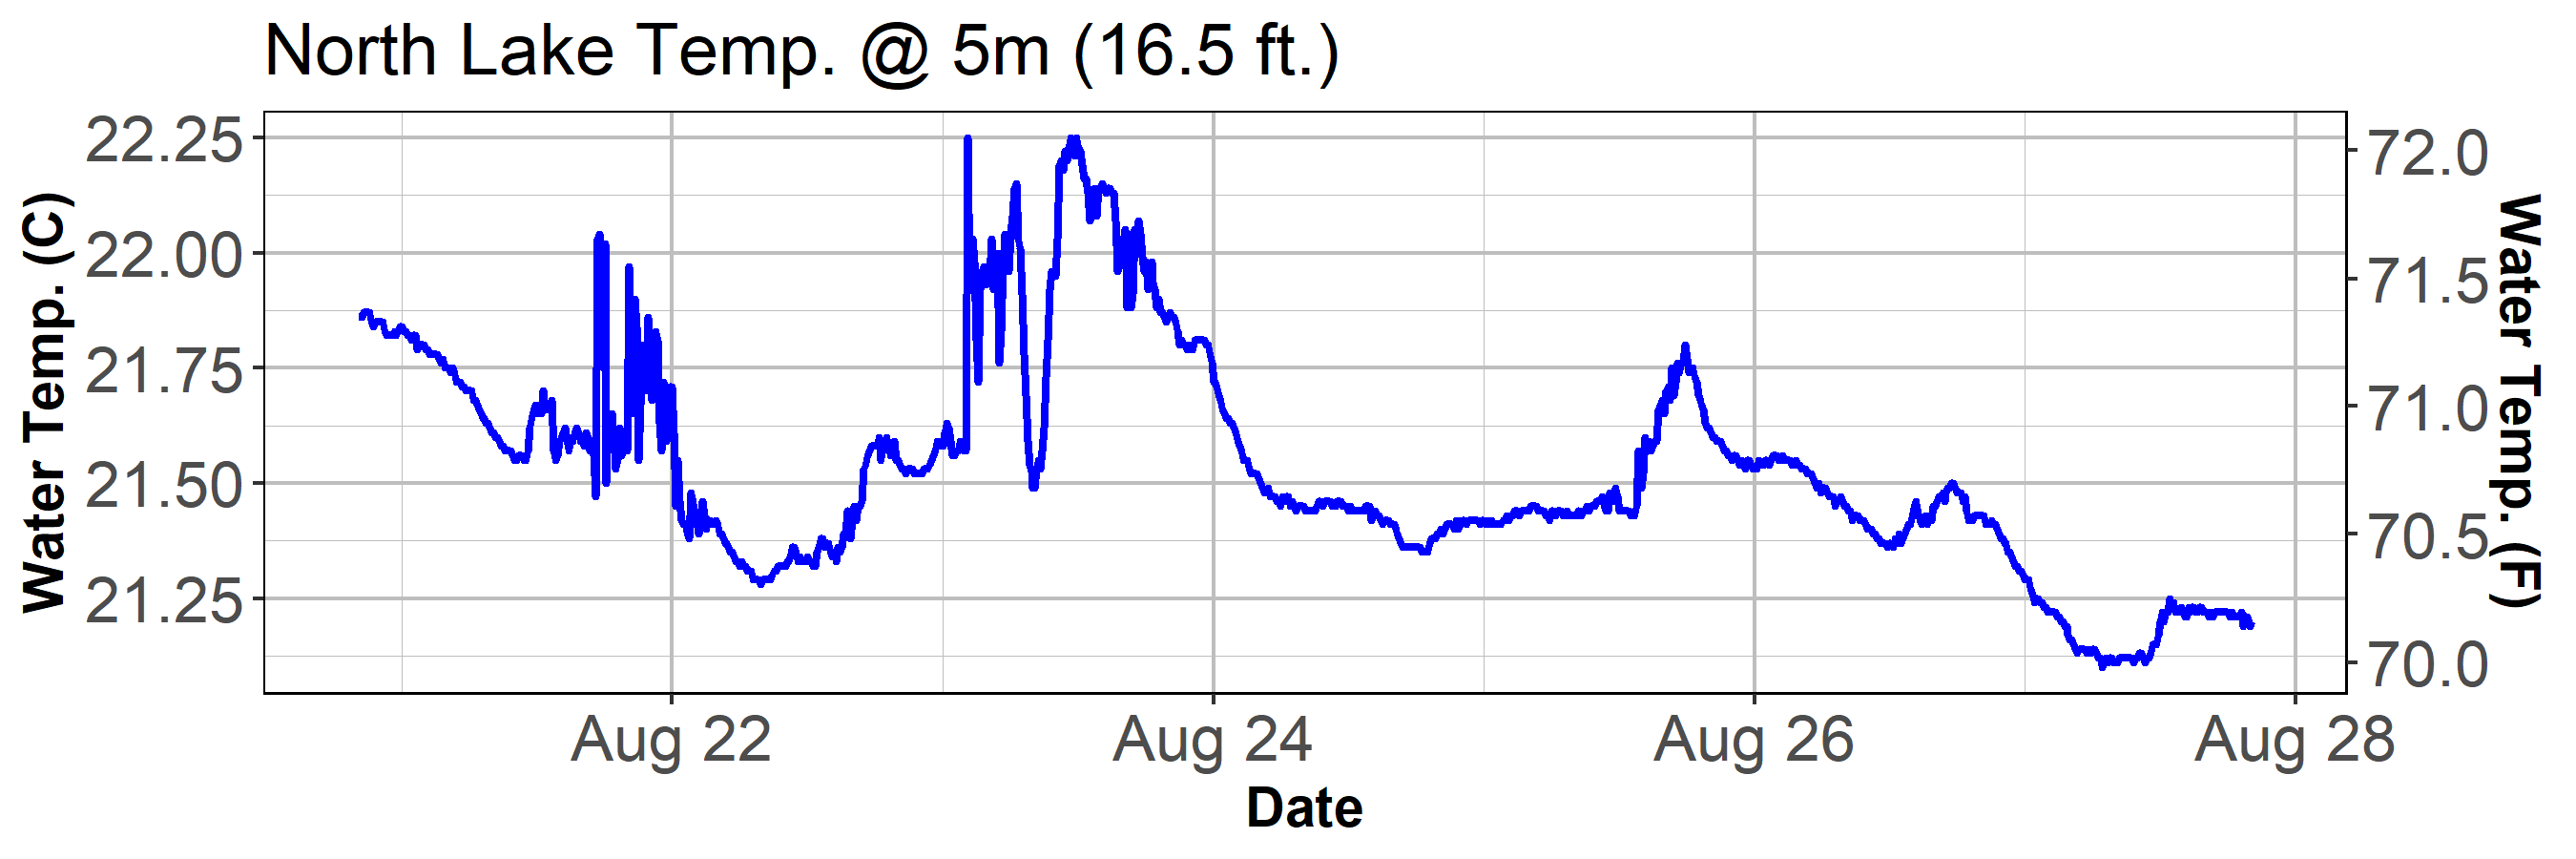 North Lake Temp. @ 5m (16.5 ft.)
Water Temp. (C)
22.25
22.00
21.75
21.50
21.25
72.0
71.5
71.0
70.5
70.0
Water Temp. (F)
Aug 22
Aug 24
Aug 26
Aug 28
Date